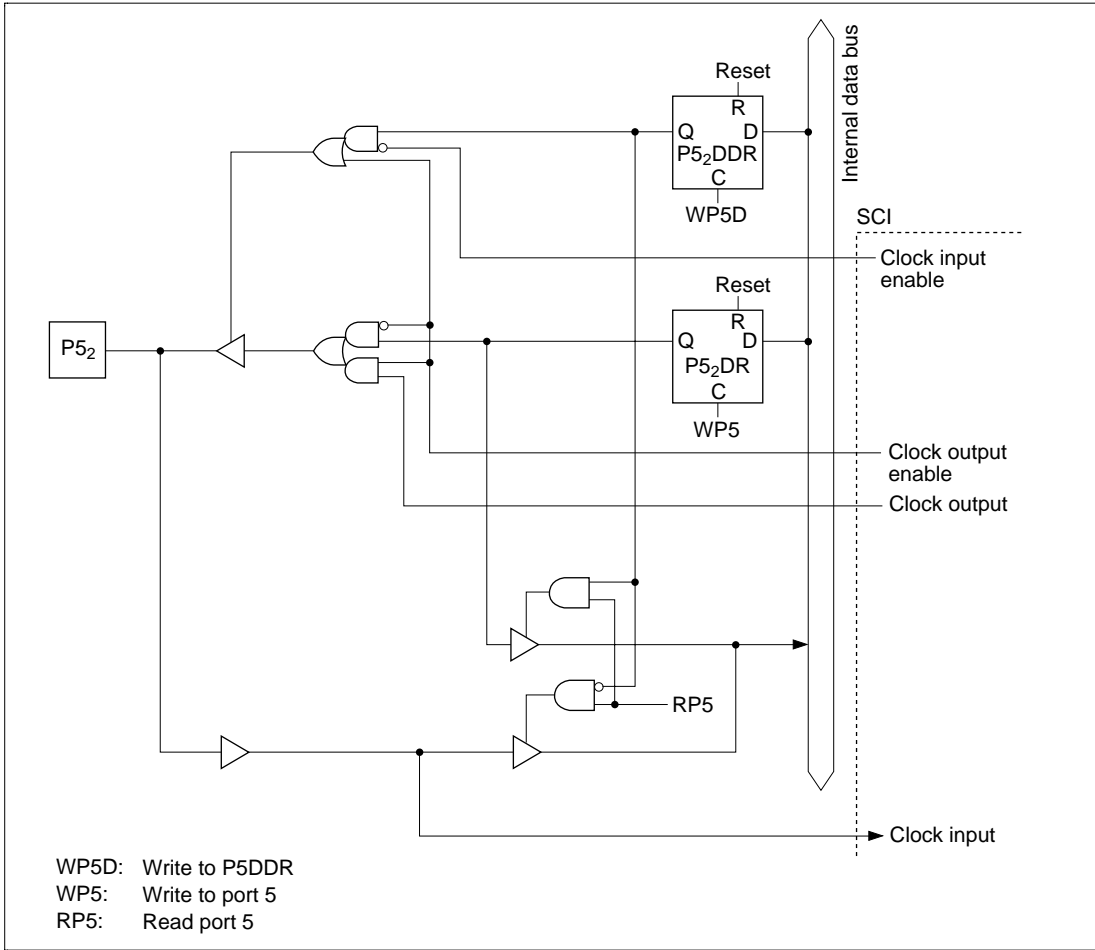 Reset
R
Q D
P5₂DDR
C
WP5D
Internal data bus
SCI
Clock input
enable
Reset
R
Q D
P5₂DR
C
WP5
P5₂
Clock output
enable
Clock output
RP5
Clock input
WP5D: Write to P5DDR
WP5: Write to port 5
RP5: Read port 5